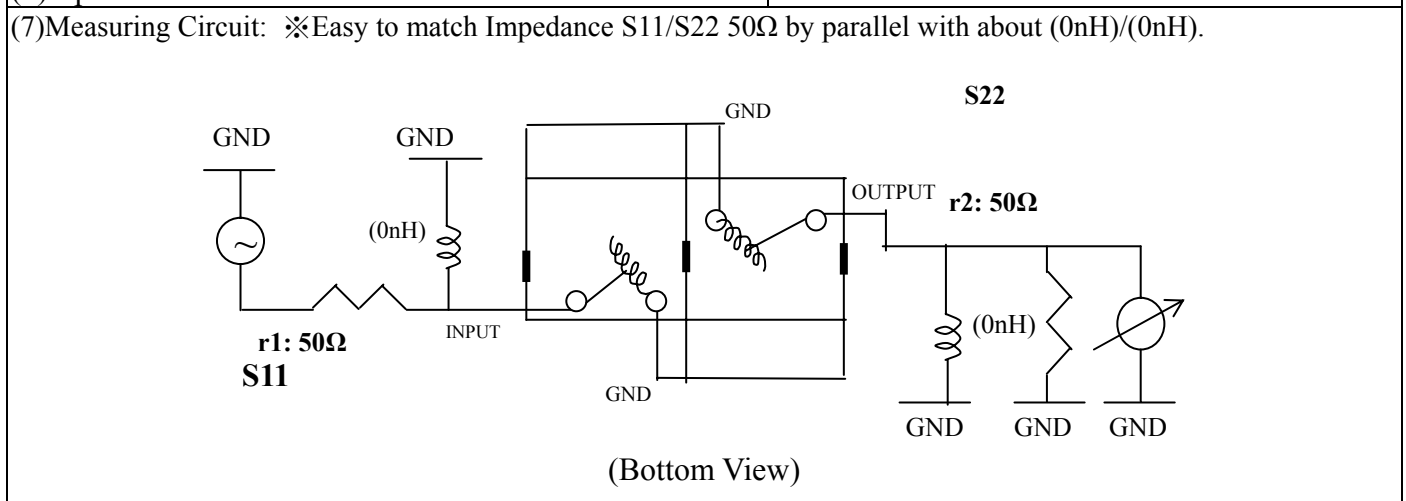 (7)Measuring Circuit: ※Easy to match Impedance S11/S22 50Ω by parallel with about (0nH)/(0nH).
S22
GND
GND
GND
OUTPUT
r2: 50Ω
(0nH)
~
INPUT
(0nH)
r1: 50Ω
S11
GND
GND
GND
GND
(Bottom View)